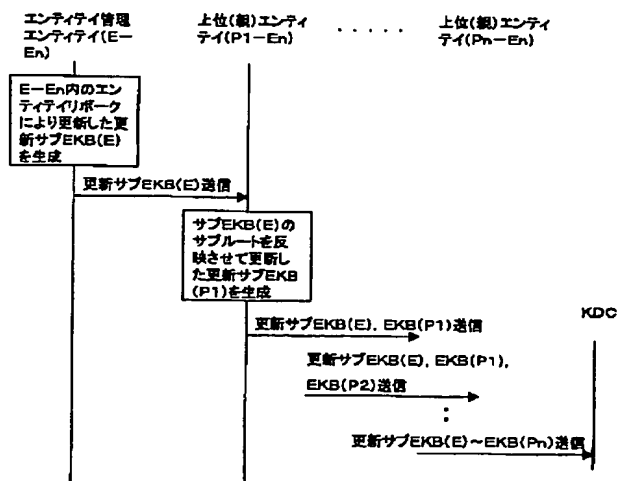 エンティテイ管理
エンティテイ(E－
En)
上位(親)エンティ
テイ(P1－En)
・・・・・
上位(親)エンティ
テイ(Pn－En)
E－En内のエン
ティテイリボーク
により更新した更
新サブEKB(E)
を生成
更新サブEKB(E)送信
サブEKB(E)の
サブルートを反
映させて更新し
た更新サブEKB
(P1)を生成
KDC
更新サブEKB(E), EKB(P1)送信
更新サブEKB(E), EKB(P1),
EKB(P2)送信
：
更新サブEKB(E)～EKB(Pn)送信